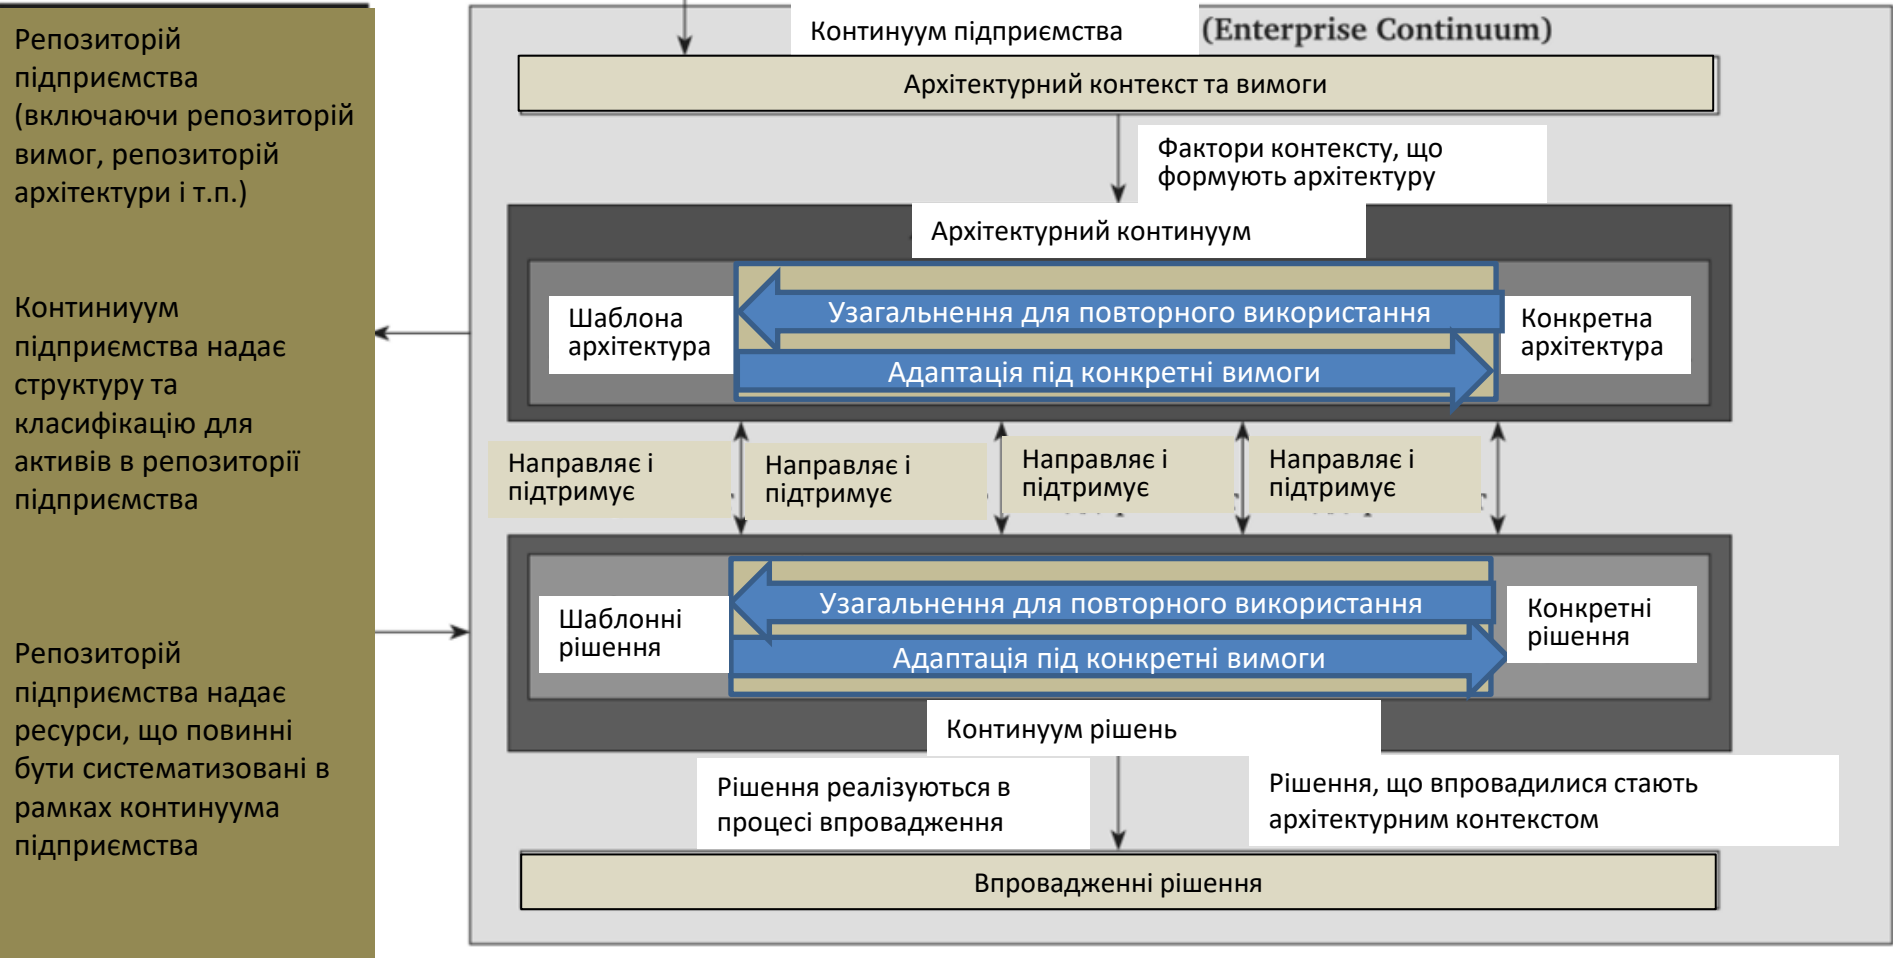 Репозиторій
підприємства
(включаючи репозиторій
вимог, репозиторій
архітектури і т.п.)
Континиуум
підприємства надає
структуру та
класифікацію для
активів в репозиторії
підприємства
Репозиторій
підприємства надає
ресурси, що повинні
бути систематизовані в
рамках континуума
підприємства
Континуум підприємства (Enterprise Continuum)
Архітектурний контекст та вимоги
Фактори контексту, що
формують архітектуру
Архітектурний континуум
Шаблона
архітектура
Узагальнення для повторного використання
Адаптація під конкретні вимоги
Конкретна
архітектура
Направляє і
підтримує
Направляє і
підтримує
Направляє і
підтримує
Направляє і
підтримує
Шаблонні
рішення
Узагальнення для повторного використання
Адаптація під конкретні вимоги
Конкретні
рішення
Континуум рішень
Рішення реалізуються в
процесі впровадження
Рішення, що впровадилися стають
архітектурним контекстом
Впровадженні рішення